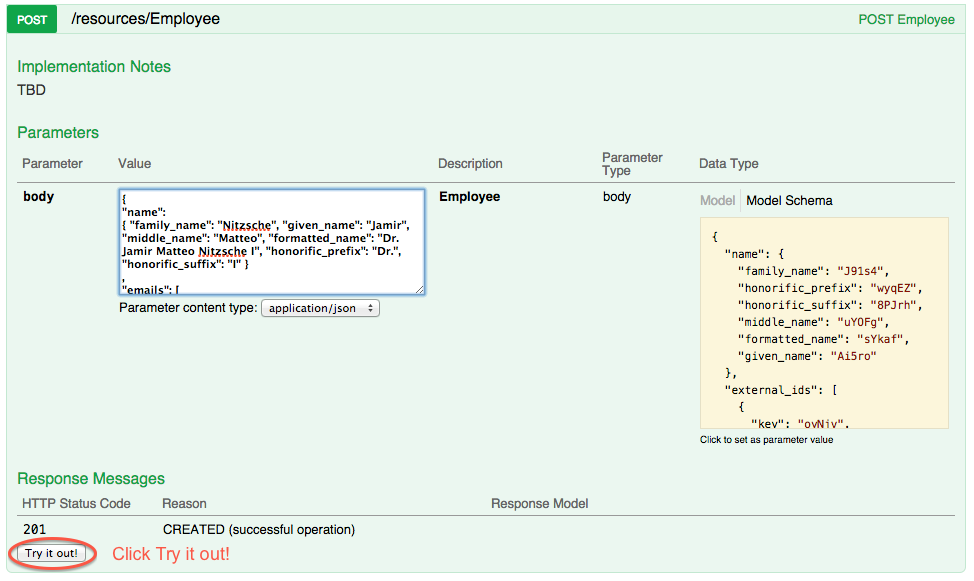 POST /resources/Employee POST Employee
Implementation Notes
TBD
Parameters
Parameter Value Description Parameter Type Data Type
body
{
"name":
{ "family_name": "Nitzsche", "given_name": "Jamir",
"middle_name": "Matteo", "formatted_name": "Dr.
Jamir Matteo Nitzsche I", "honorific_prefix": "Dr.",
"honorific_suffix": "I" }
,
"emails": [
Parameter content type: application/json
Employee
body
Model Model Schema
{
"name": {
"family_name": "J91s4",
"honorific_prefix": "wyqEZ",
"honorific_suffix": "8PJrh",
"middle_name": "uYOFg",
"formatted_name": "sYkaf",
"given_name": "Ai5ro"
},
"external_ids": [
{
"key": "oyNjy",
Click to set as parameter value
Response Messages
HTTP Status Code Reason Response Model
201 CREATED (successful operation)
Try it out! Click Try it out!